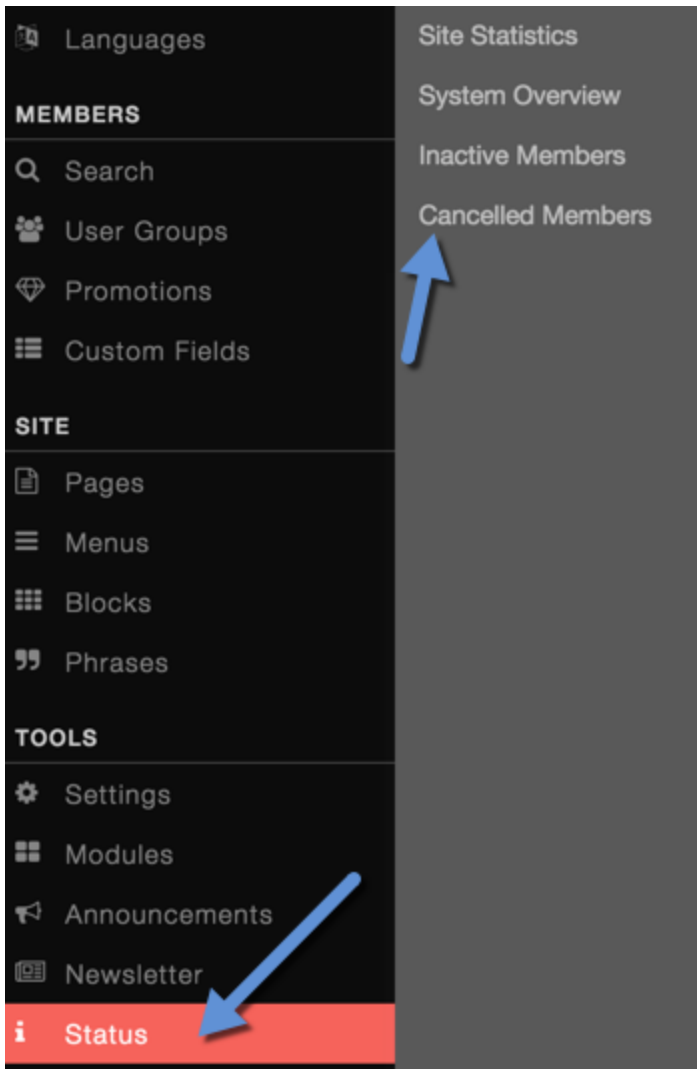 Languages
MEMBERS
Search
User Groups
Promotions
Custom Fields
SITE
Pages
Menus
Blocks
Phrases
TOOLS
Settings
Modules
Announcements
Newsletter
Status
Site Statistics
System Overview
Inactive Members
Cancelled Members